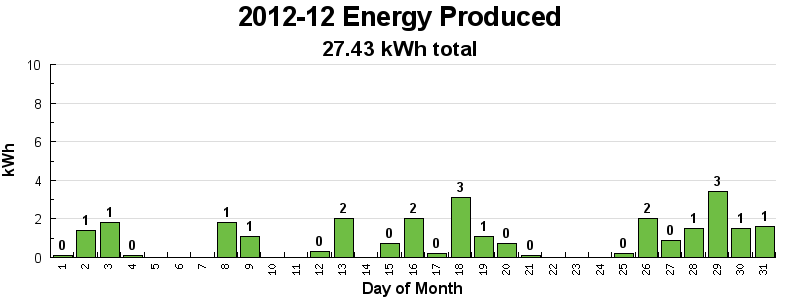 2012-12 Energy Produced
27.43 kWh total
kWh
10
8
6
4
2
0
0 1 1 0 1 1 0 2 0 2 0 3 1 0 0 0 2 0 1 3 1 1
1 2 3 4 5 6 7 8 9 10 11 12 13 14 15 16 17 18 19 20 21 22 23 24 25 26 27 28 29 30 31
Day of Month